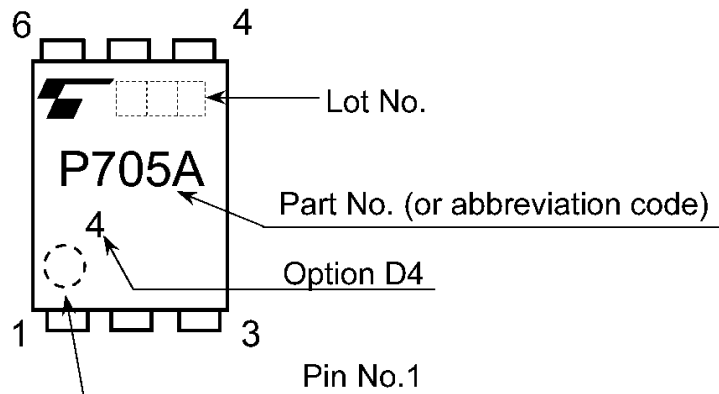 6 4
Lot No.
P705A
Part No. (or abbreviation code)
4
Option D4
1 3
Pin No.1